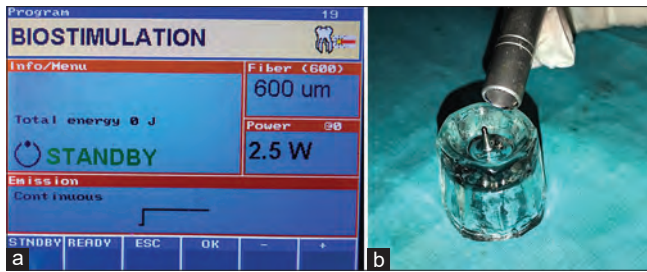 Program 19
BIOSTIMULATION
Info/Menu
Fiber (600)
600 um
Total energy 0 J
Power @0
STANDBY
2.5 W
Emission
Continuous
STNDBY READY ESC OK - +
a
b